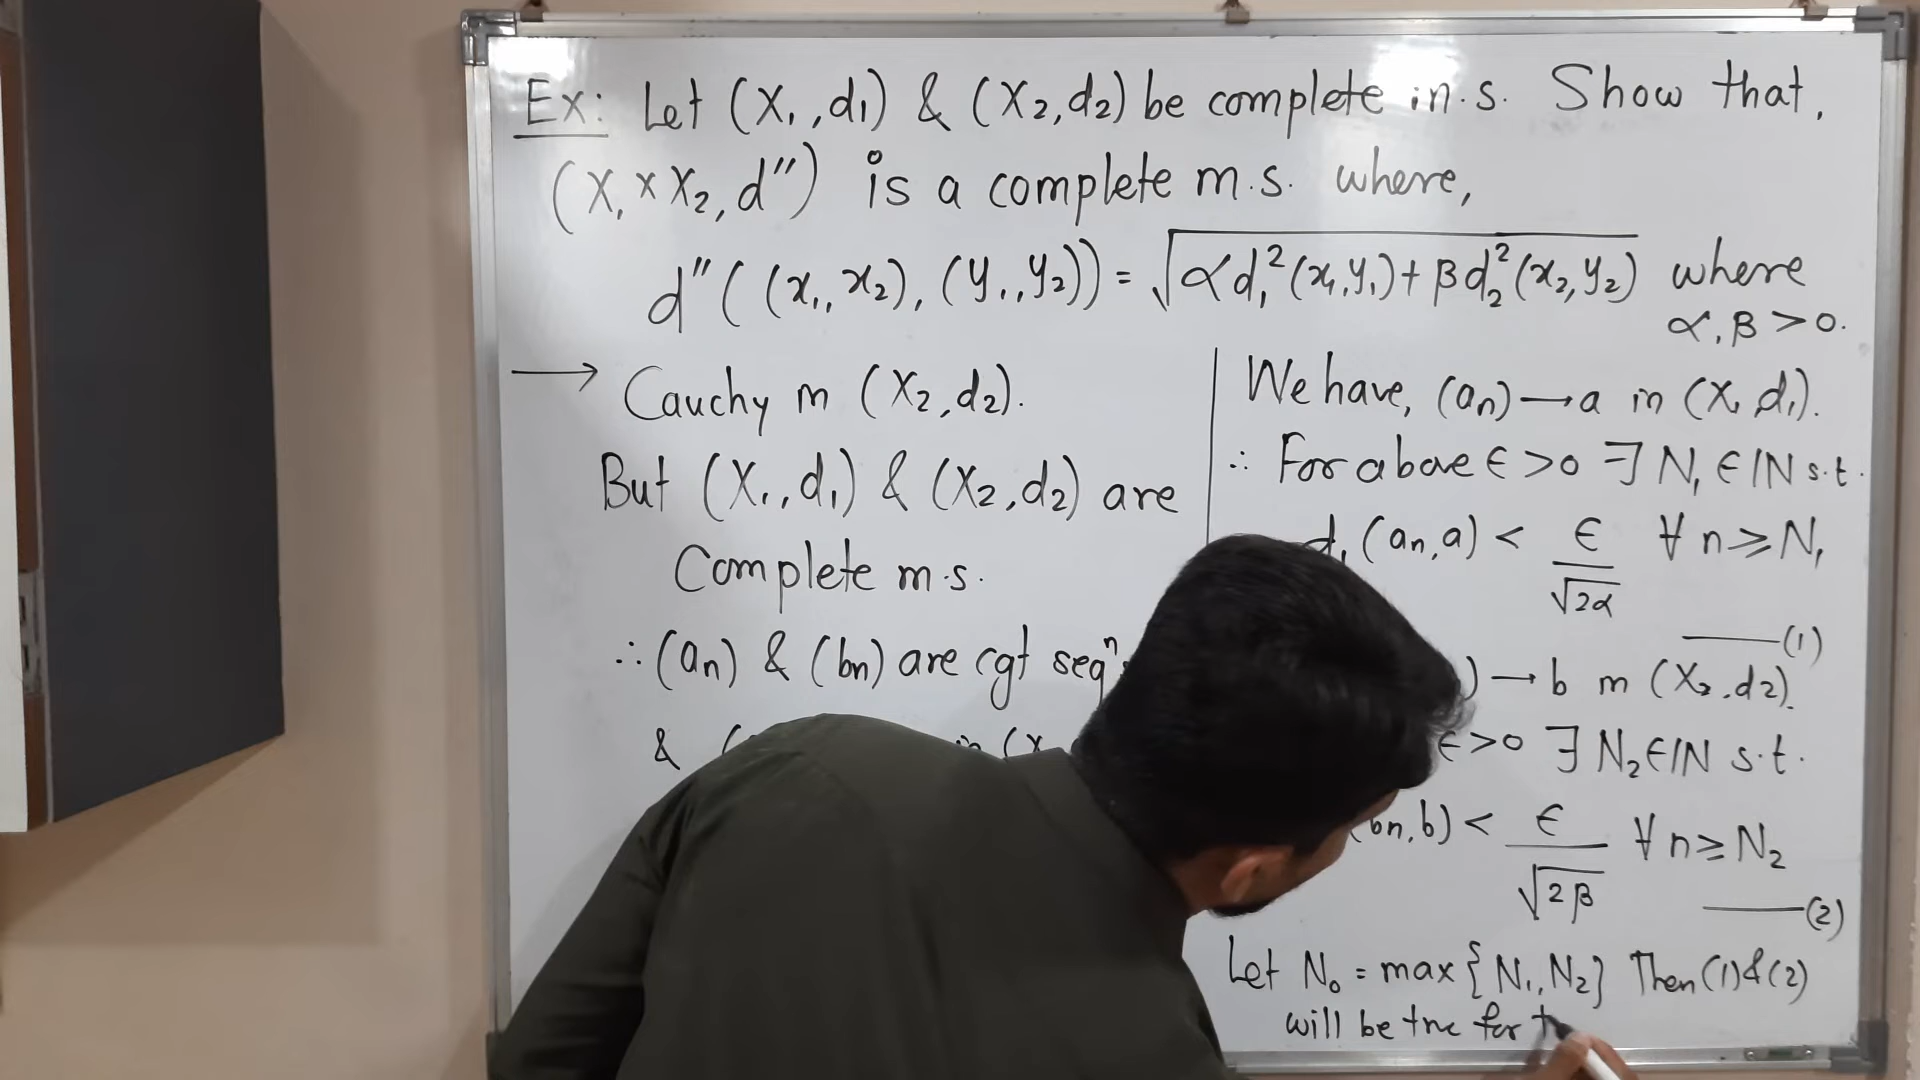 Ex: Let (X₁,d₁) & (X₂,d₂) be complete m.s. Show that,
(X₁×X₂,d'') is a complete m.s. where,
d''((x₁,x₂),(y₁,y₂)) = √(αd₁²(x₁,y₁)+βd₂²(x₂,y₂)) where
α,β>0.
→ Cauchy in (X₂,d₂).
But (X₁,d₁) & (X₂,d₂) are
Complete m.s.
∴ (an) & (bn) are cgt seqⁿ
&
We have, (an)→a in (X₁,d₁).
∴ For above ϵ>0 ∃ N₁∈ℕ s.t.
d₁(an,a) < ϵ/√2α ∀ n≥N₁
—(1)
)→b in (X₂,d₂).
ϵ>0 ∃ N₂∈ℕ s.t.
(bn,b) < ϵ/√2β ∀ n≥N₂
—(2)
Let N₀ = max{N₁,N₂} Then (1)&(2)
will be true for